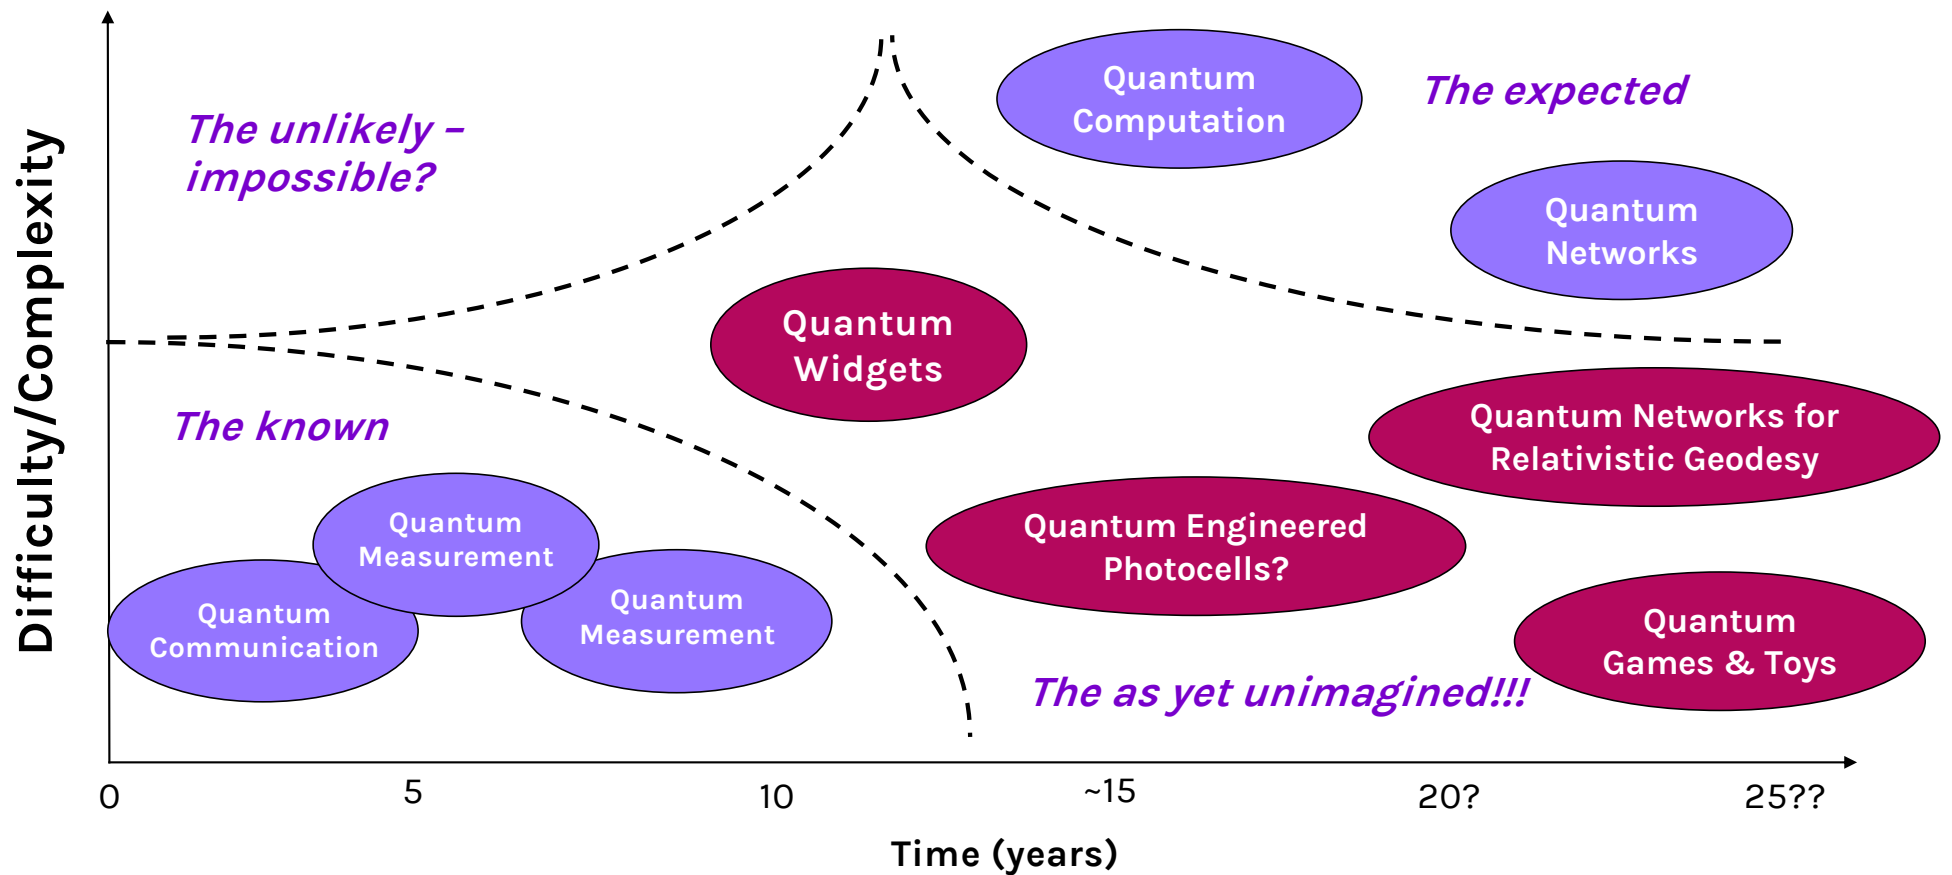 Difficulty/Complexity
The unlikely –
impossible?
Quantum
Computation
The expected
Quantum
Networks
Quantum
Widgets
The known
Quantum Networks for
Relativistic Geodesy
Quantum
Measurement
Quantum Engineered
Photocells?
Quantum
Communication
Quantum
Measurement
Quantum
Games & Toys
The as yet unimagined!!!
0
5
10
~15
20?
25??
Time (years)